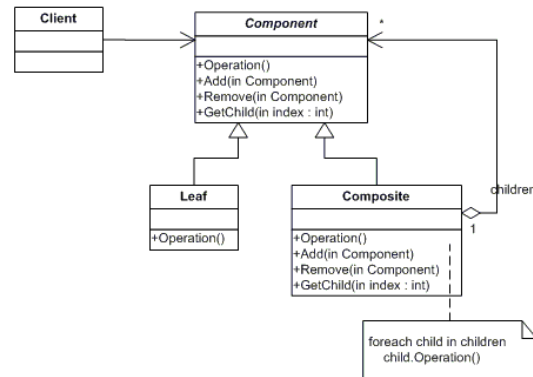 Client
Component
*
+Operation()
+Add(in Component)
+Remove(in Component)
+GetChild(in index : int)
Leaf
+Operation()
Composite
children
1
+Operation()
+Add(in Component)
+Remove(in Component)
+GetChild(in index : int)
foreach child in children
child.Operation()